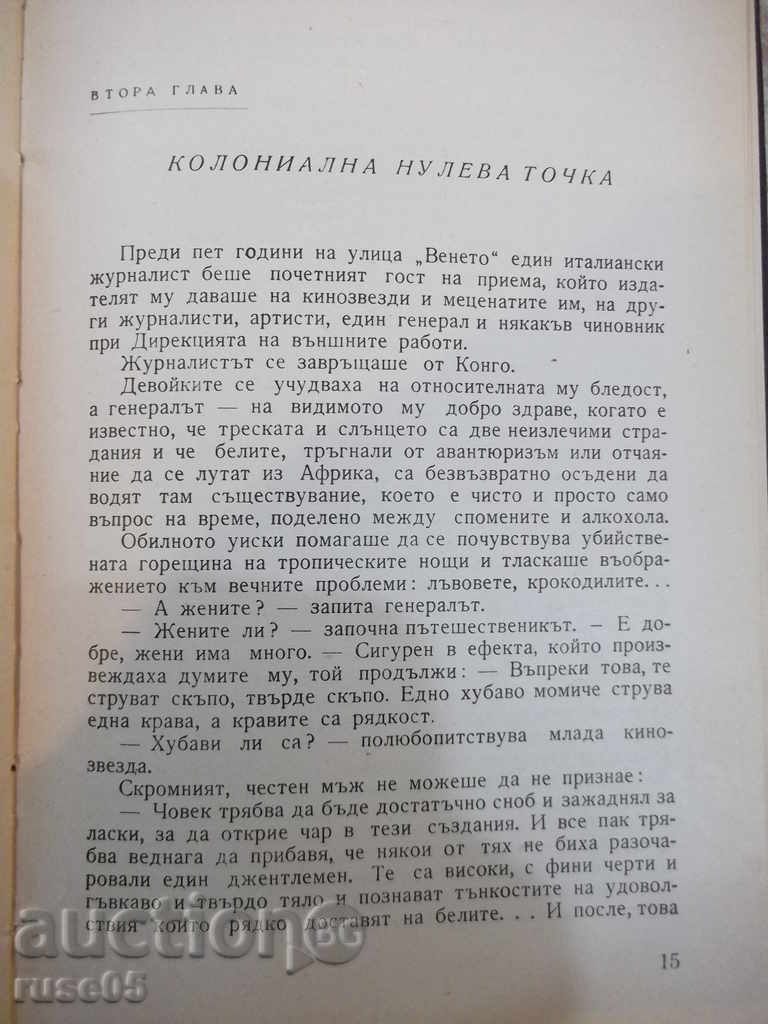 ВТОРА ГЛАВА
КОЛОНИАЛНА НУЛЕВА ТОЧКА
Преди пет години на улица „Венето“ един италиански
журналист беше почетният гост на приема, който изда-
телят му даваше на кинозвезди и меценатите им, на дру-
ги журналисти, артисти, един генерал и някакъв чиновник
при Дирекцията на външните работи.
Журналистът се завръщаше от Конго.
Девойките се учудваха на относителната му бледост,
а генералът — на видимото му добро здраве, когато е
известно, че треската и слънцето са две неизлечими стра-
дания и че белите, тръгнали от авантюризъм или отчая-
ние да се лутат из Африка, са безвъзвратно осъдени да
водят там съществувание, което е чисто и просто само
въпрос на време, поделено между спомените и алкохола.
Обилното уиски помагаше да се почувствува убийстве-
ната горещина на тропическите нощи и тласкаше въобра-
жението към вечните проблеми: лъвовете, крокодилите...
— А жените? — запита генералът.
— Жените ли? — започна пътешественикът. – Е до-
бре, жени има много. — Сигурен в ефекта, който произ-
веждаха думите му, той продължи: — Въпреки това, те
струват скъпо, твърде скъпо. Едно хубаво момиче струва
една крава, а кравите са рядкост.
— Хубави ли са? — полюбопитствува млада кино-
звезда.
Скромният, честен мъж не можеше да не признае:
— Човек трябва да бъде достатъчно сноб и зажаднял за
ласки, за да открие чар в тези създания. И все пак тря-
бва веднага да прибавя, че някои от тях не биха разоча-
ровали един джентлемен. Те са високи, с фини черти и
гъвкаво и твърдо тяло и познават тънкостите на удовол-
ствия които рядко доставят на белите... И после, това
15
auction
ruse05